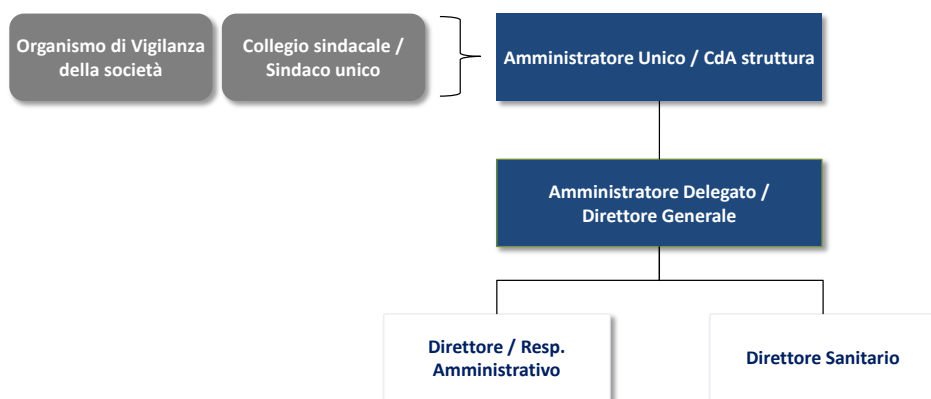 Organismo di Vigilanza
della società
Collegio sindacale /
Sindaco unico
Amministratore Unico / CdA struttura
Amministratore Delegato /
Direttore Generale
Direttore / Resp.
Amministrativo
Direttore Sanitario